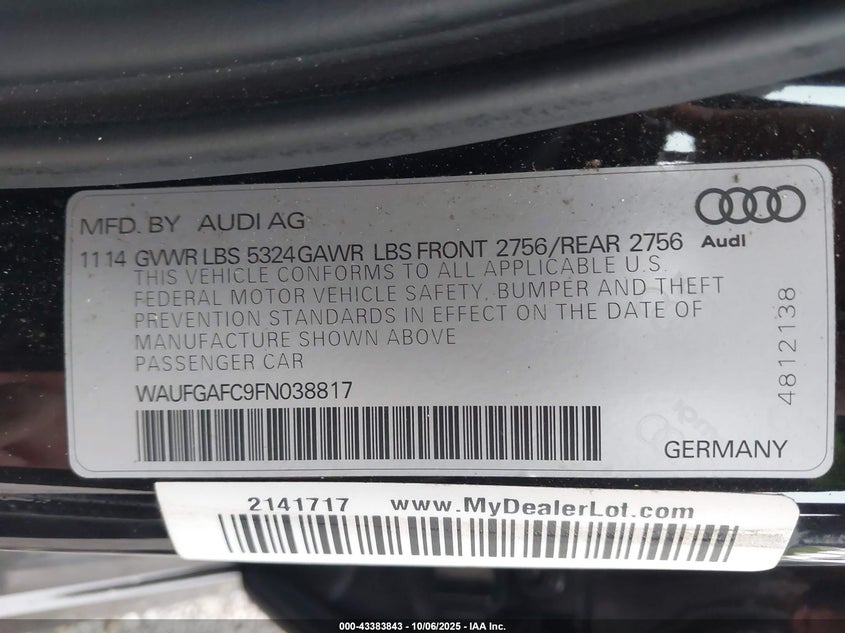 MFD. BY AUDI AG
Audi
11 14 GVWR LBS 5324 GAWR LBS FRONT 2756/REAR 2756
THIS VEHICLE CONFORMS TO ALL APPLICABLE U.S.
FEDERAL MOTOR VEHICLE SAFETY, BUMPER AND THEFT
PREVENTION STANDARDS IN EFFECT ON THE DATE OF
MANUFACTURE SHOWN ABOVE
PASSENGER CAR
WAUFGAFC9FN038817
4812138
GERMANY
2141717 www.MyDealerLot.com
000-43383843 - 10/06/2025 - IAA Inc.